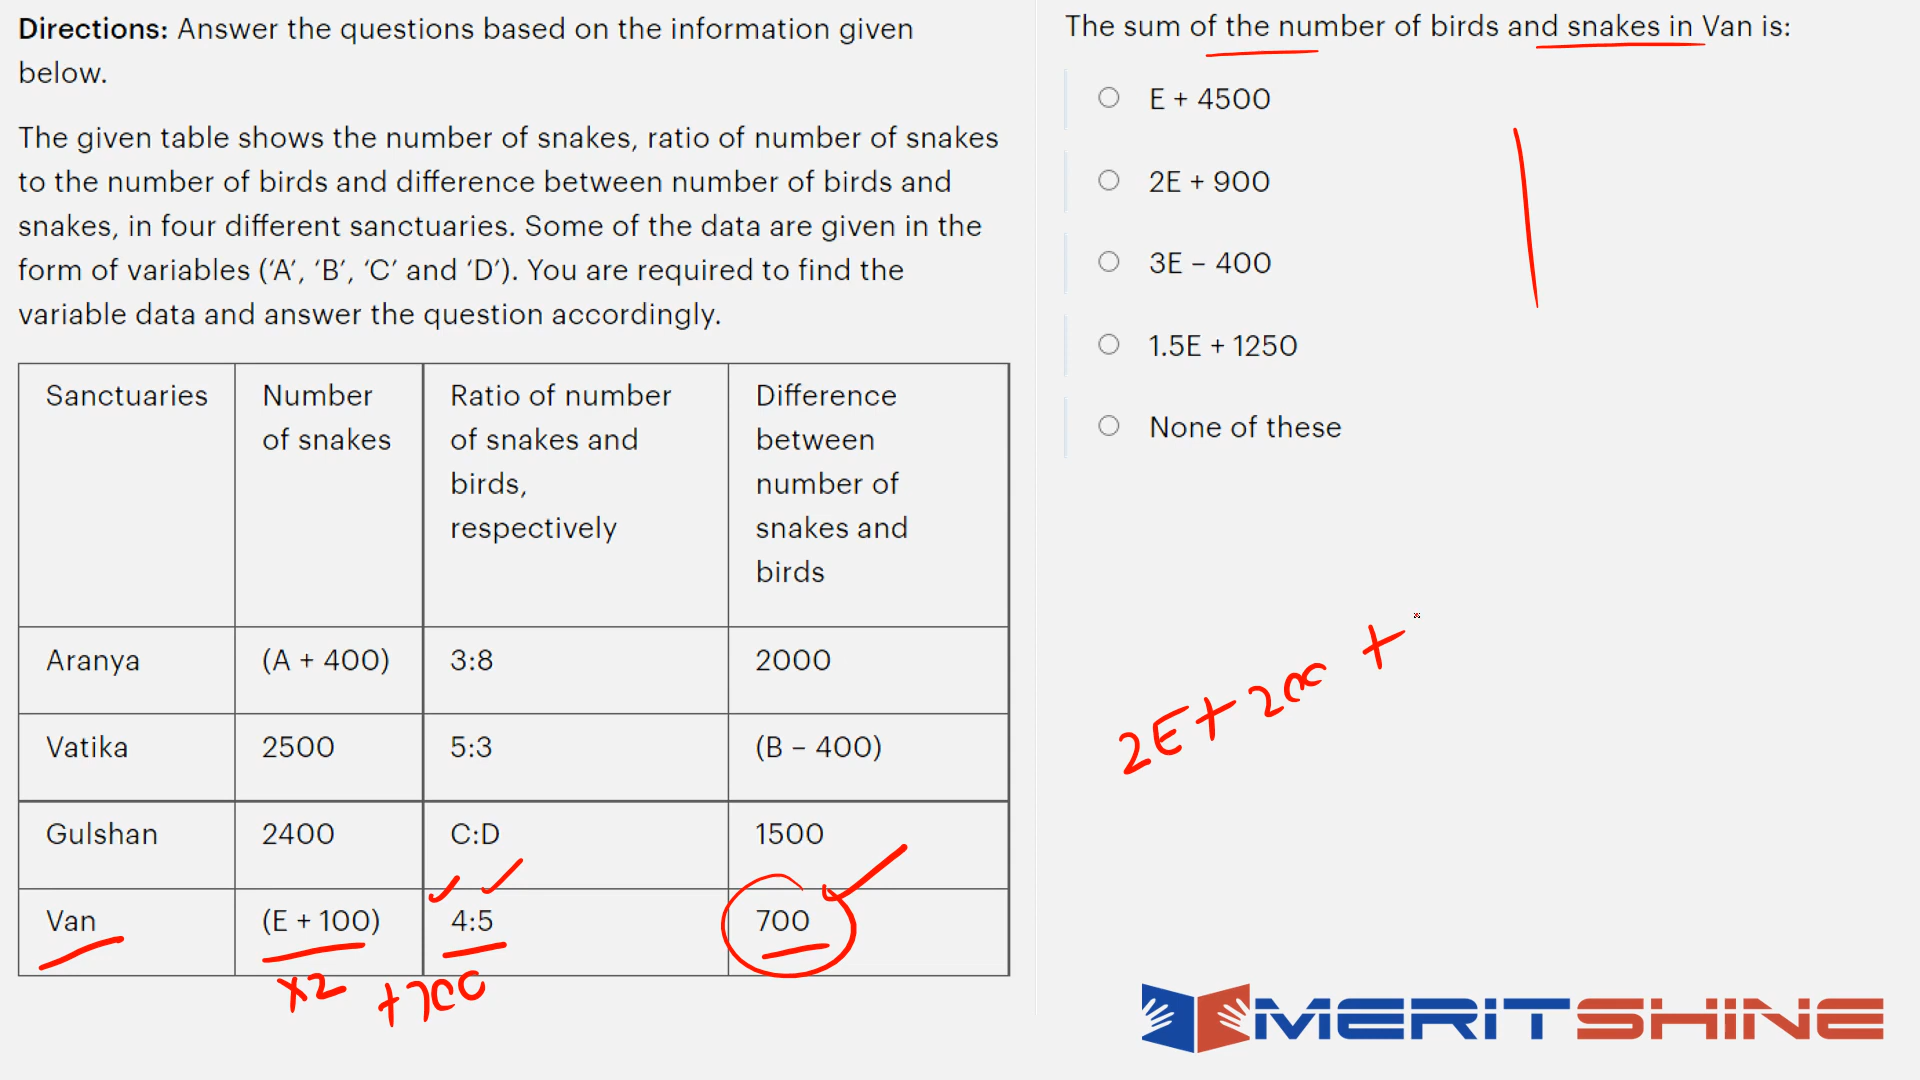 Directions: Answer the questions based on the information given
below.
The given table shows the number of snakes, ratio of number of snakes
to the number of birds and difference between number of birds and
snakes, in four different sanctuaries. Some of the data are given in the
form of variables (‘A’, ‘B’, ‘C’ and ‘D’). You are required to find the
variable data and answer the question accordingly.
Sanctuaries
Number
of snakes
Ratio of number
of snakes and
birds,
respectively
Difference
between
number of
snakes and
birds
Aranya (A + 400) 3:8 2000
Vatika 2500 5:3 (B – 400)
Gulshan 2400 C:D 1500
Van (E + 100) 4:5 700
×2 +700
The sum of the number of birds and snakes in Van is:
E + 4500
2E + 900
3E – 400
1.5E + 1250
None of these
2E+200 +
MERITSHINE